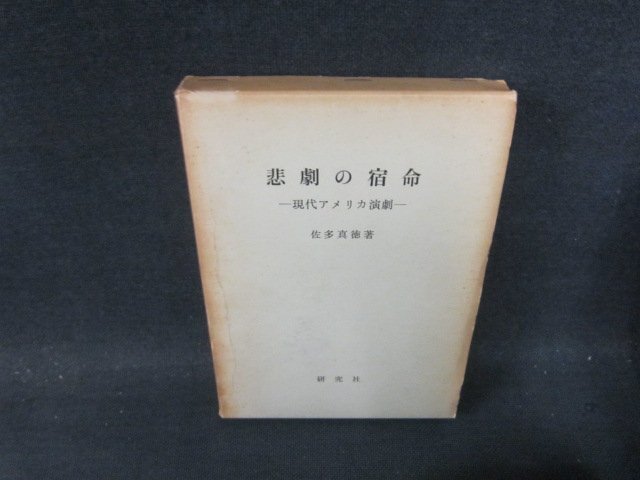 悲劇の宿命
―現代アメリカ演劇―
佐多真徳著
研究社